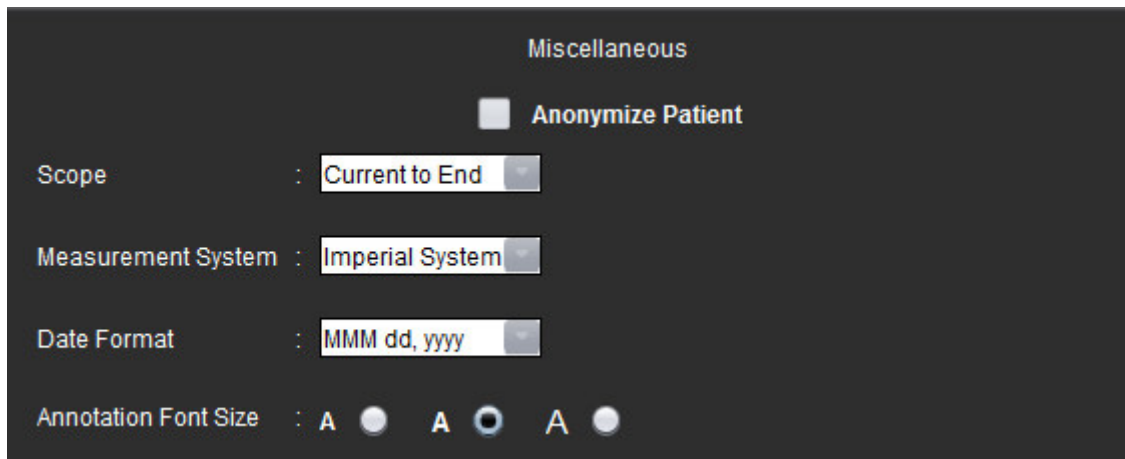 Miscellaneous
Anonymize Patient
Scope : Current to End
Measurement System : Imperial System
Date Format : MMM dd, yyyy
Annotation Font Size : A A A